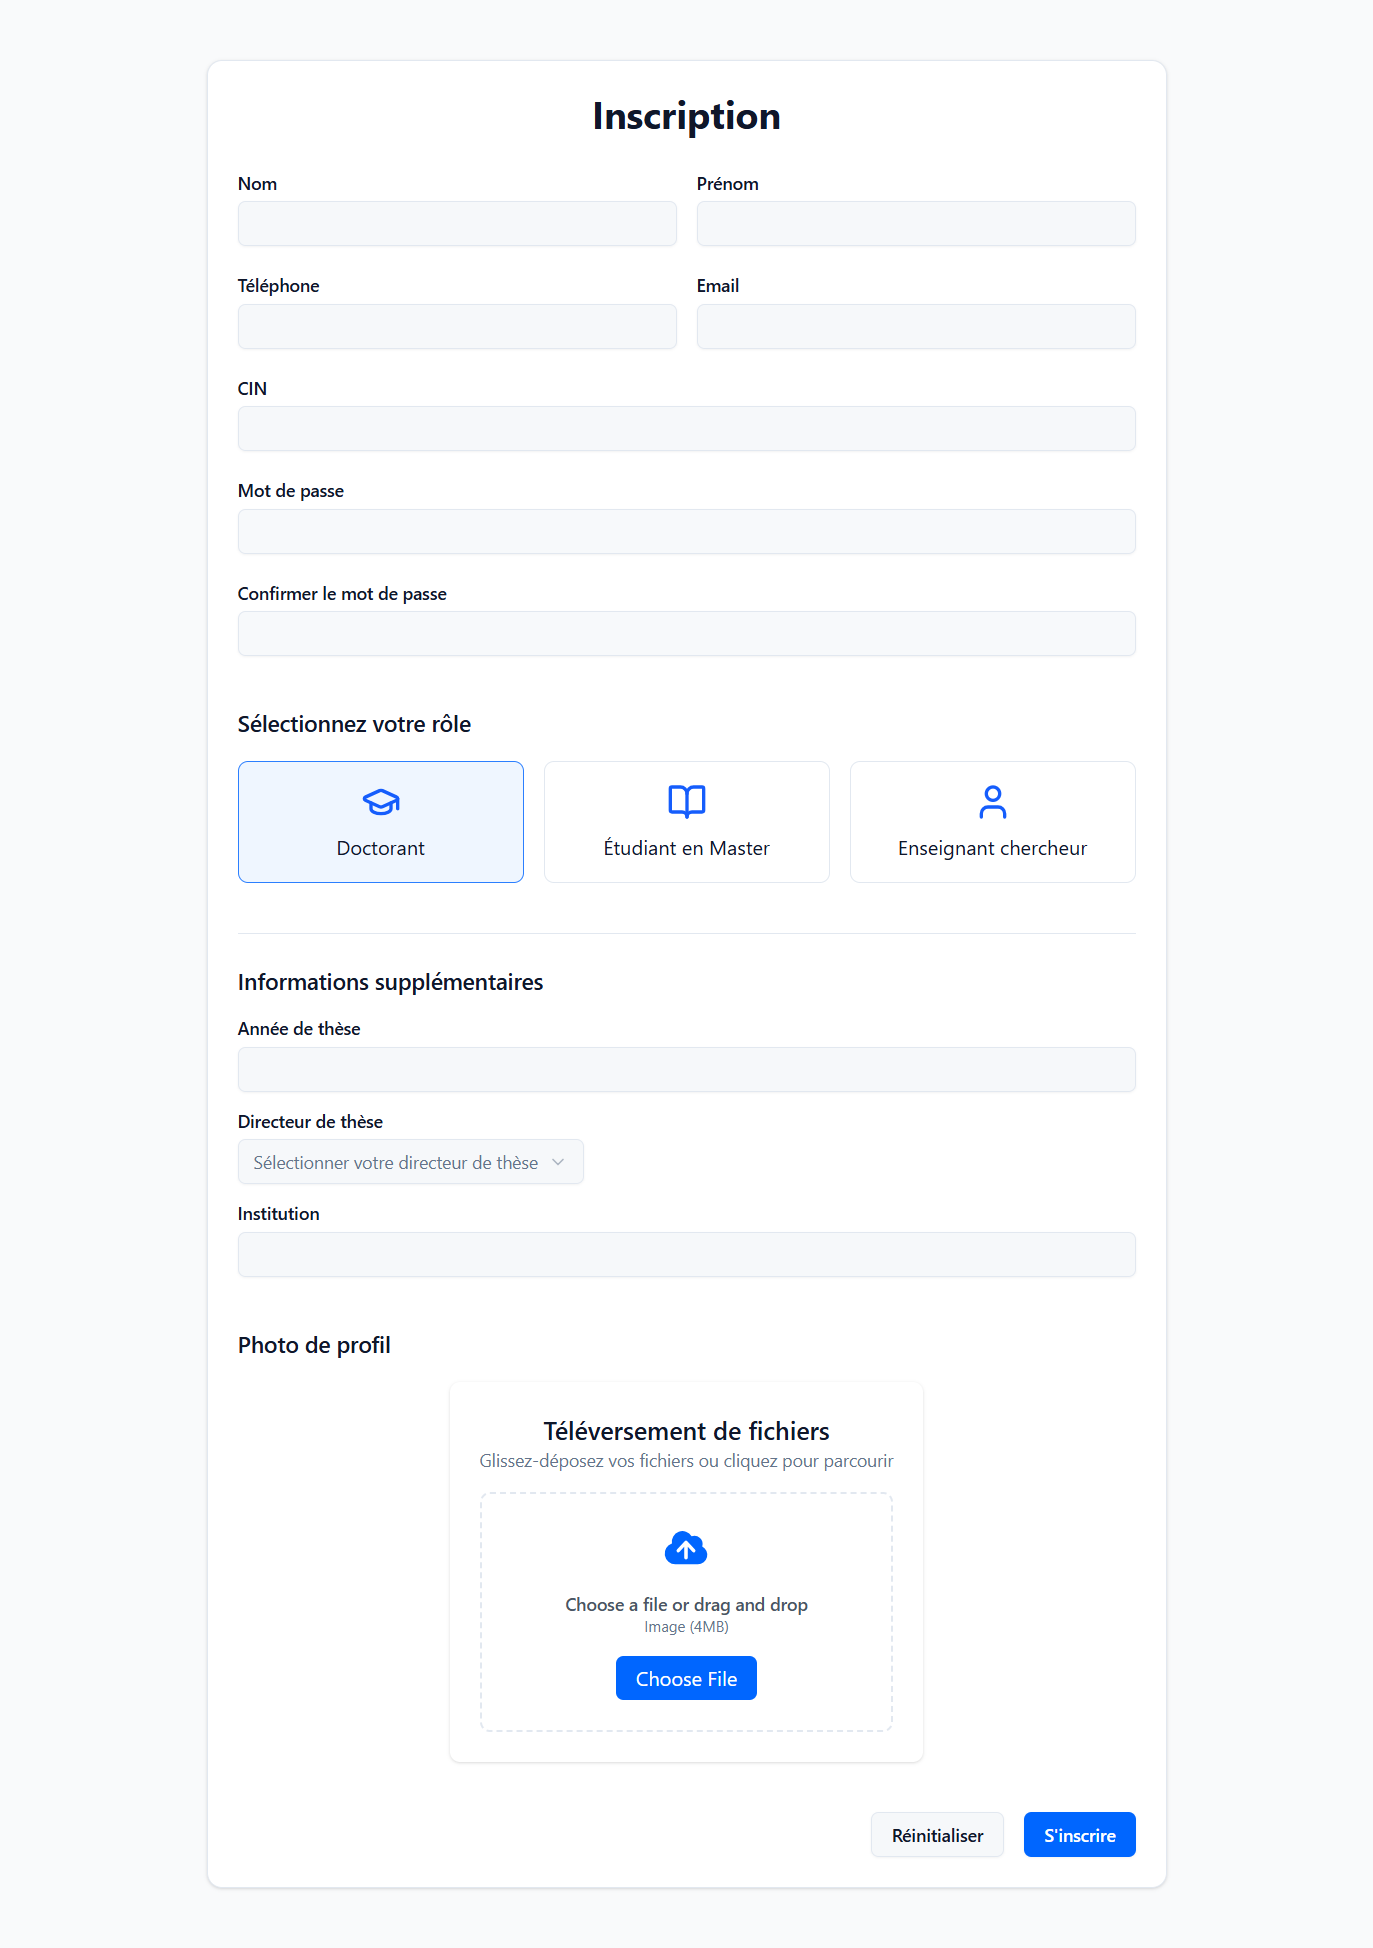 Inscription
Nom
Prénom
Téléphone
Email
CIN
Mot de passe
Confirmer le mot de passe
Sélectionnez votre rôle
Doctorant
Étudiant en Master
Enseignant chercheur
Informations supplémentaires
Année de thèse
Directeur de thèse
Sélectionner votre directeur de thèse
Institution
Photo de profil
Téléversement de fichiers
Glissez-déposez vos fichiers ou cliquez pour parcourir
Choose a file or drag and drop
Image (4MB)
Choose File
Réinitialiser
S'inscrire